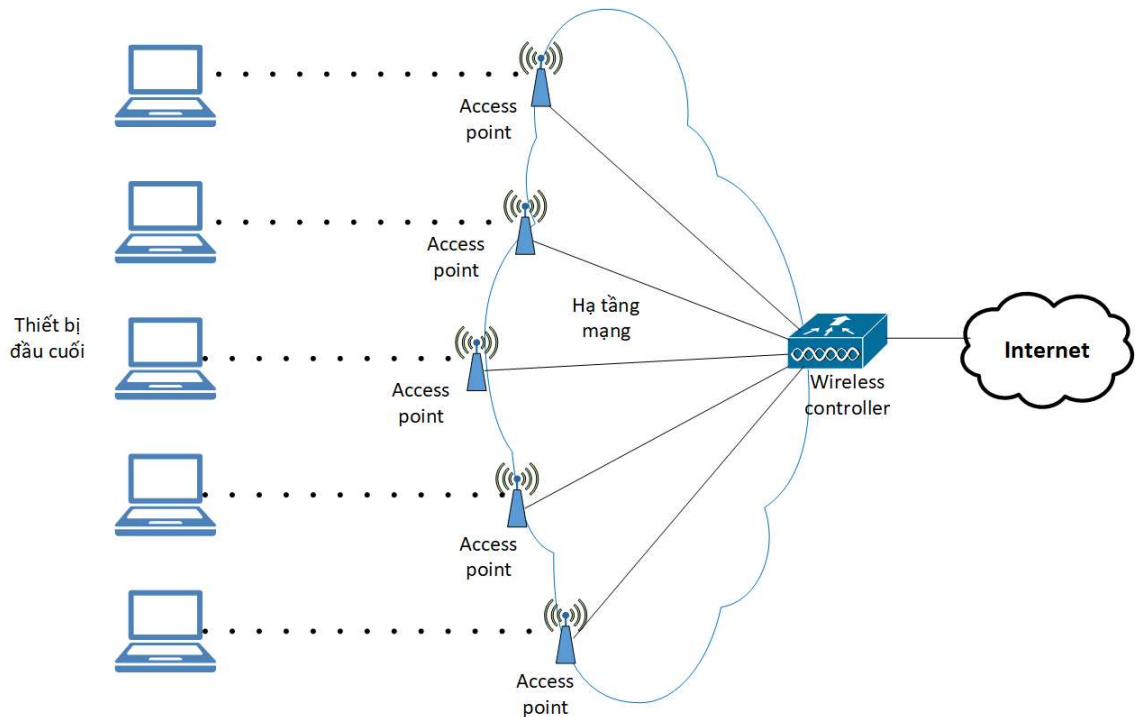 Access
point
Access
point
Hạ tầng
mạng
Thiết bị
đầu cuối
Access
point
Wireless
controller
Internet
Access
point
Access
point